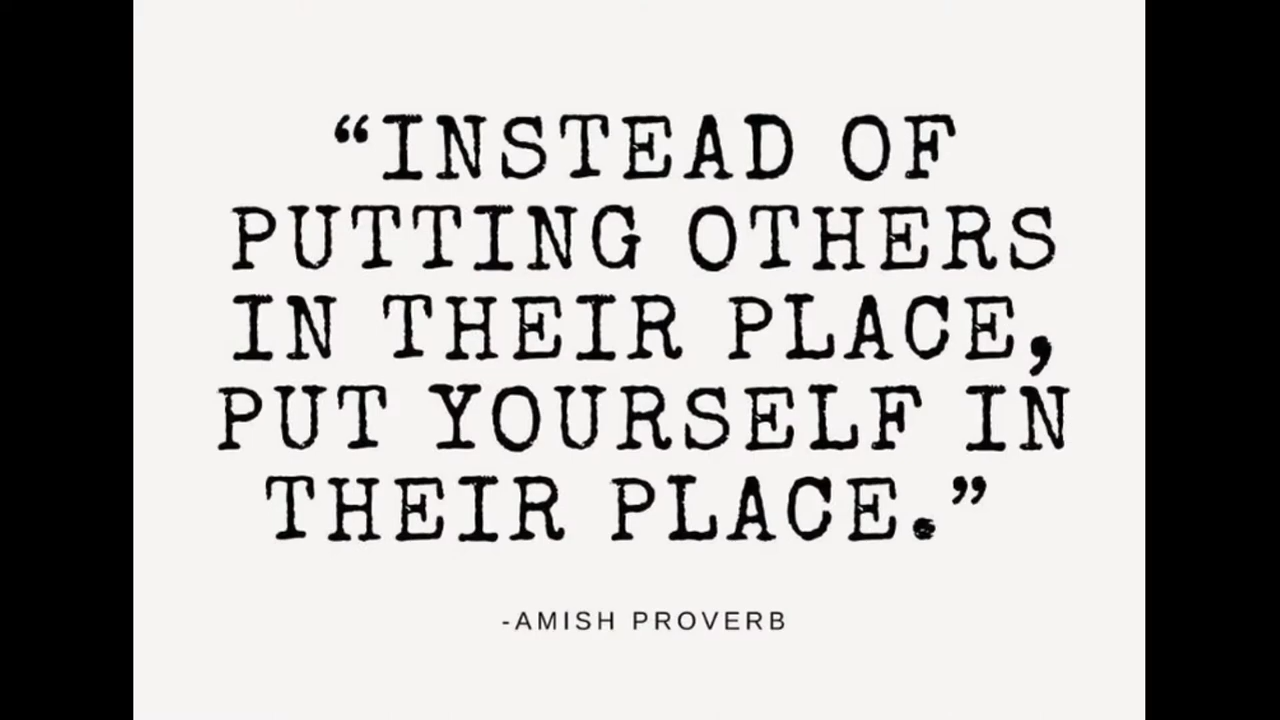 “INSTEAD OF
PUTTING OTHERS
IN THEIR PLACE,
PUT YOURSELF IN
THEIR PLACE.”
-AMISH PROVERB